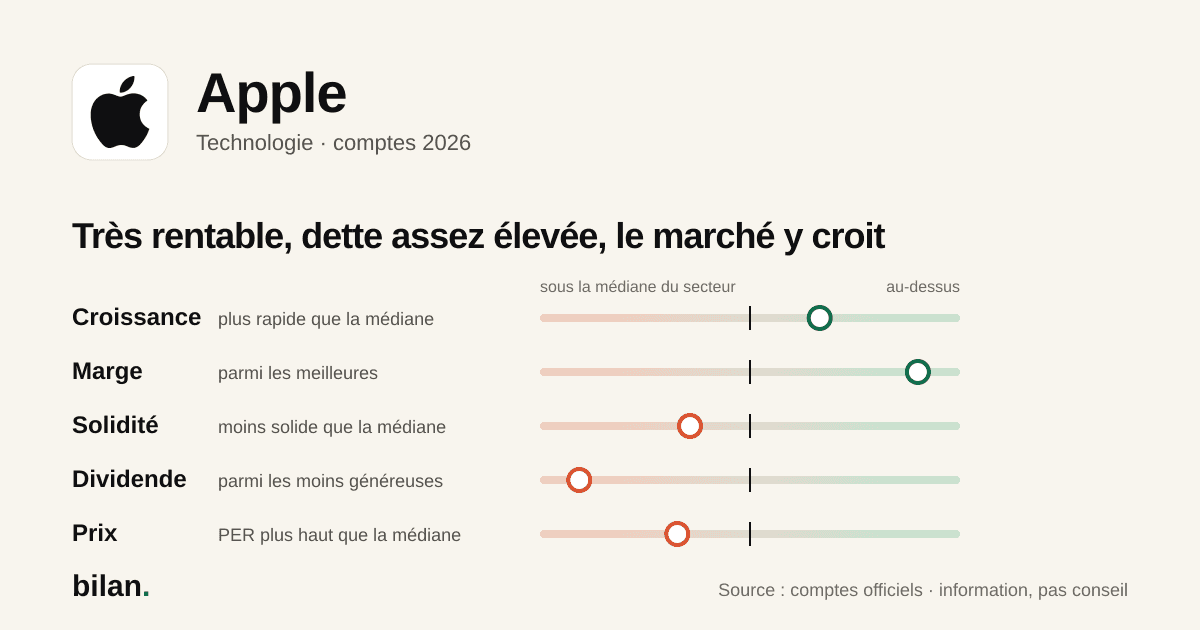 Apple
Technologie · comptes 2026
Très rentable, dette assez élevée, le marché y croit
sous la médiane du secteur au-dessus
Croissance plus rapide que la médiane
Marge parmi les meilleures
Solidité moins solide que la médiane
Dividende parmi les moins généreuses
Prix PER plus haut que la médiane
bilan.
Source : comptes officiels · information, pas conseil